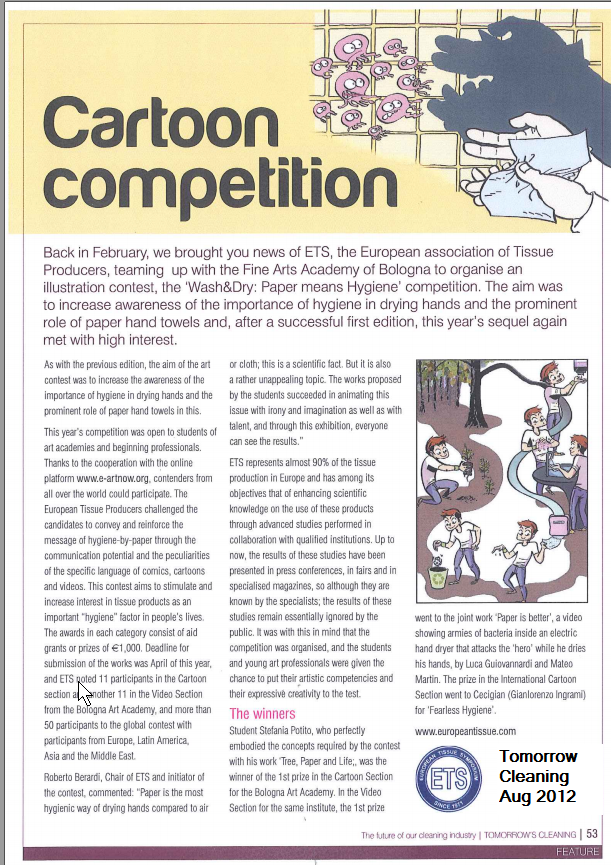 Cartoon
competition
Back in February, we brought you news of ETS, the European association of Tissue
Producers, teaming up with the Fine Arts Academy of Bologna to organise an
illustration contest, the 'Wash&Dry: Paper means Hygiene' competition. The aim was
to increase awareness of the importance of hygiene in drying hands and the prominent
role of paper hand towels and, after a successful first edition, this year's sequel again
met with high interest.
As with the previous edition, the aim of the art
contest was to increase the awareness of the
importance of hygiene in drying hands and the
prominent role of paper hand towels in this.
This year's competition was open to students of
art academies and beginning professionals.
Thanks to the cooperation with the online
platform www.e-artnow.org, contenders from
all over the world could participate. The
European Tissue Producers challenged the
candidates to convey and reinforce the
message of hygiene-by-paper through the
communication potential and the peculiarities
of the specific language of comics, cartoons
and videos. This contest aims to stimulate and
increase interest in tissue products as an
important "hygiene" factor in people's lives.
The awards in each category consist of aid
grants or prizes of €1,000. Deadline for
submission of the works was April of this year,
and ETS noted 11 participants in the Cartoon
section another 11 in the Video Section
from the Bologna Art Academy, and more than
50 participants to the global contest with
participants from Europe, Latin America,
Asia and the Middle East.
Roberto Berardi, Chair of ETS and initiator of
the contest, commented: "Paper is the most
hygienic way of drying hands compared to air
or cloth; this is a scientific fact. But it is also
a rather unappealing topic. The works proposed
by the students succeeded in animating this
issue with irony and imagination as well as with
talent, and through this exhibition, everyone
can see the results."
ETS represents almost 90% of the tissue
production in Europe and has among its
objectives that of enhancing scientific
knowledge on the use of these products
through advanced studies performed in
collaboration with qualified institutions. Up to
now, the results of these studies have been
presented in press conferences, in fairs and in
specialised magazines, so although they are
known by the specialists; the results of these
studies remain essentially ignored by the
public. It was with this in mind that the
competition was organised, and the students
and young art professionals were given the
chance to put their artistic competencies and
their expressive creativity to the test.
The winners
Student Stefania Potito, who perfectly
embodied the concepts required by the contest
with his work 'Tree, Paper and Life;, was the
winner of the 1st prize in the Cartoon Section
for the Bologna Art Academy. In the Video
Section for the same institute, the 1st prize
went to the joint work 'Paper is better', a video
showing armies of bacteria inside an electric
hand dryer that attacks the 'hero' while he dries
his hands, by Luca Guiovannardi and Mateo
Martin. The prize in the International Cartoon
Section went to Cecigian (Gianlorenzo Ingrami)
for 'Fearless Hygiene'.
www.europeantissue.com
EUROPEAN TISSUE SYMPOSIUM
ETS
SINCE 1971
Tomorrow
Cleaning
Aug 2012
The future of our cleaning industry | TOMORROW'S CLEANING | 53
FEATURE